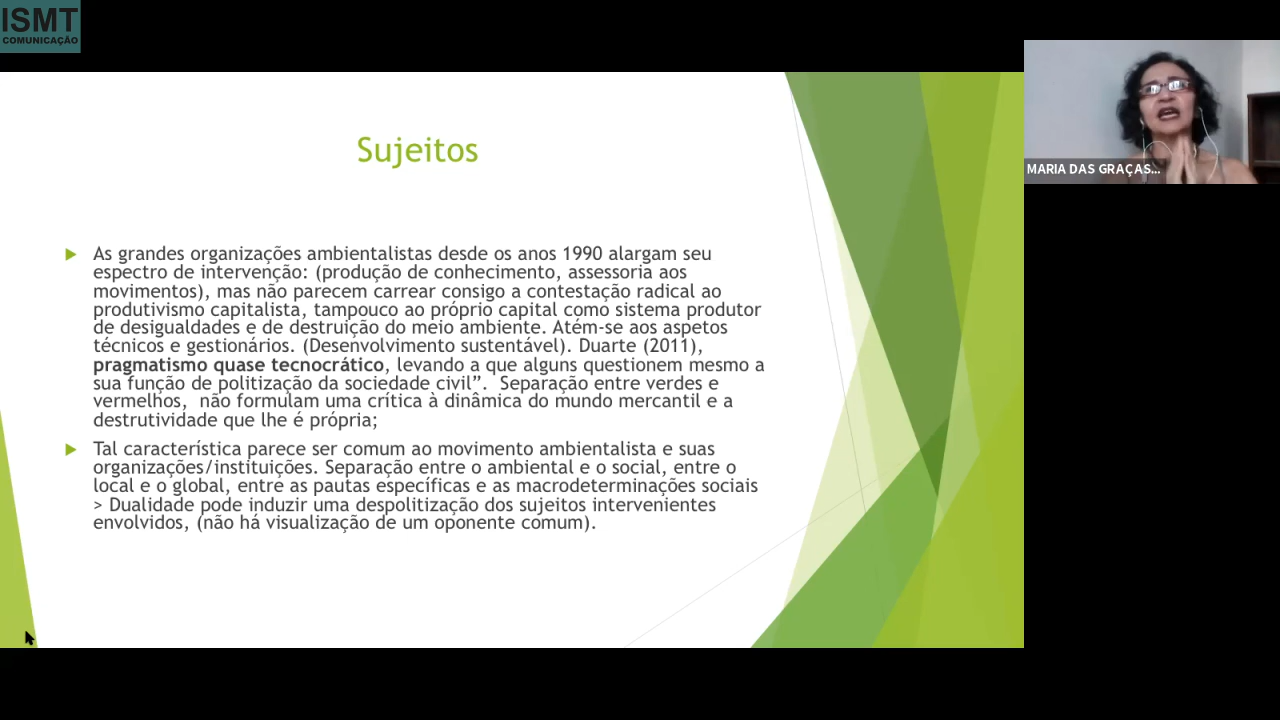 ISMT
COMUNICAÇÃO
MARIA DAS GRAÇAS...
Sujeitos
As grandes organizações ambientalistas desde os anos 1990 alargam seu
espectro de intervenção: (produção de conhecimento, assessoria aos
movimentos), mas não parecem carrear consigo a contestação radical ao
produtivismo capitalista, tampouco ao próprio capital como sistema produtor
de desigualdades e de destruição do meio ambiente. Atém-se aos aspetos
técnicos e gestionários. (Desenvolvimento sustentável). Duarte (2011),
pragmatismo quase tecnocrático, levando a que alguns questionem mesmo a
sua função de politização da sociedade civil”. Separação entre verdes e
vermelhos, não formulam uma crítica à dinâmica do mundo mercantil e a
destrutividade que lhe é própria;
Tal característica parece ser comum ao movimento ambientalista e suas
organizações/instituições. Separação entre o ambiental e o social, entre o
local e o global, entre as pautas específicas e as macrodeterminações sociais
> Dualidade pode induzir uma despolitização dos sujeitos intervenientes
envolvidos, (não há visualização de um oponente comum).